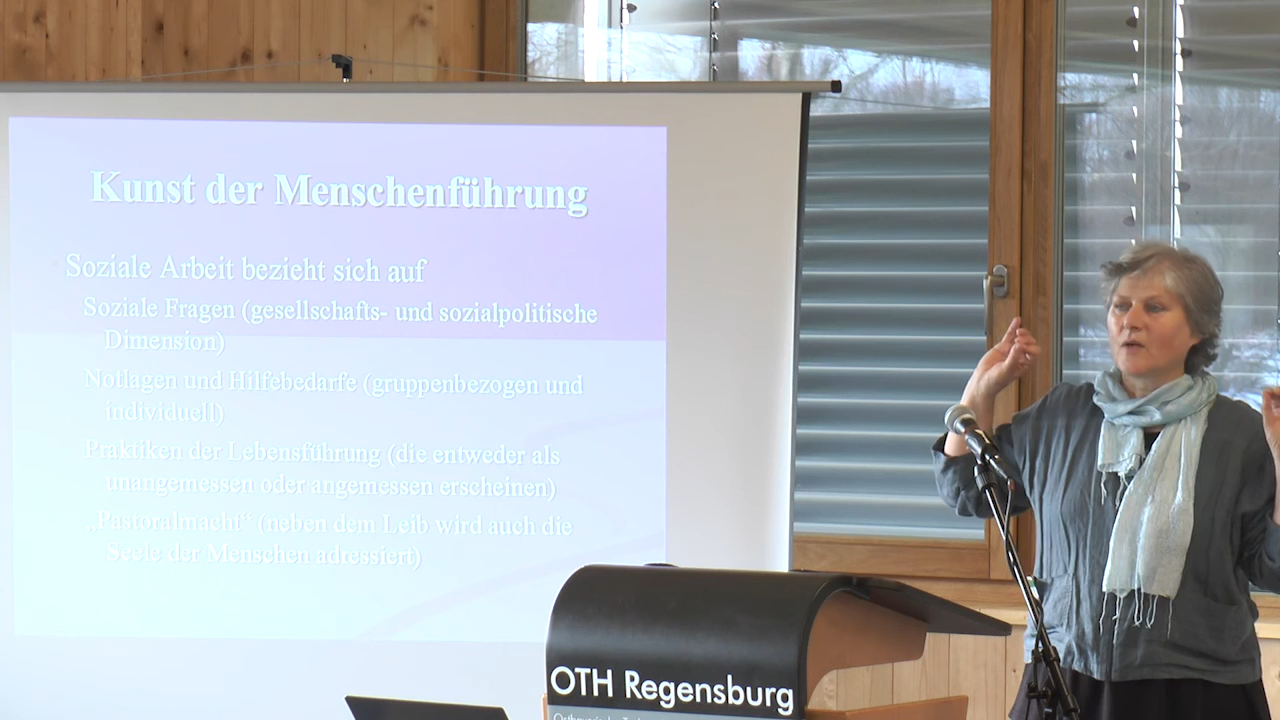 Kunst der Menschenführung
Soziale Arbeit bezieht sich auf
Soziale Fragen (gesellschafts- und sozialpolitische
Dimension)
Notlagen und Hilfebedarfe (gruppenbezogen und
individuell)
Praktiken der Lebensführung (die entweder als
unangemessen oder angemessen erscheinen)
„Pastoralmacht“ (neben dem Leib wird auch die
Seele der Menschen adressiert)
OTH Regensburg